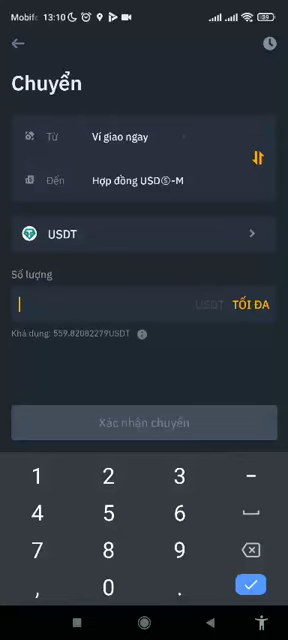 Mobifo 13:10
Chuyển
Từ Ví giao ngay
Đến Hợp đồng USDⓈ-M
USDT
Số lượng
USDT TỐI ĐA
Khả dụng: 559.82082279USDT
Xác nhận chuyển
1 2 3 -
4 5 6
7 8 9
, 0 .